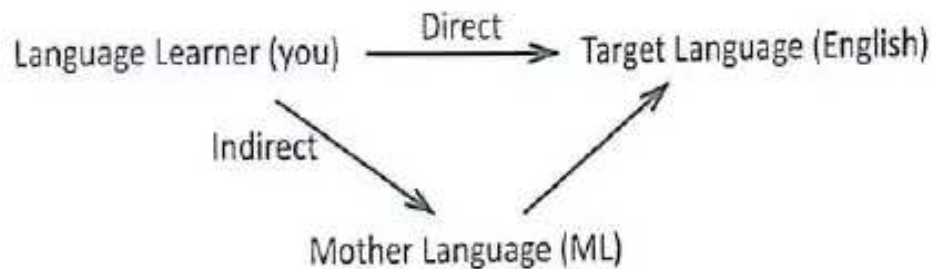 Direct
Language Learner (you)
Target Language (English)
Indirect
Mother Language (ML)